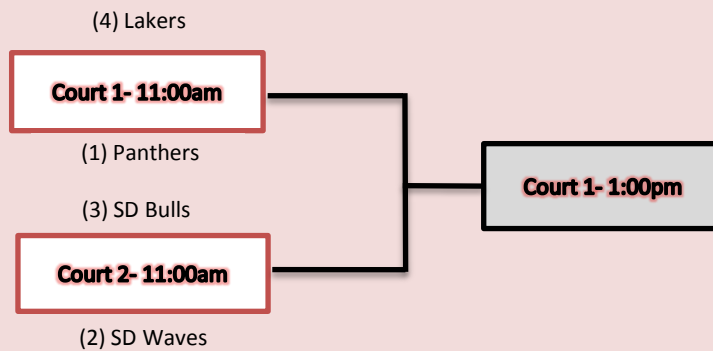 (4) Lakers
Court 1- 11:00am
(1) Panthers
(3) SD Bulls
Court 2- 11:00am
(2) SD Waves
Court 1- 1:00pm